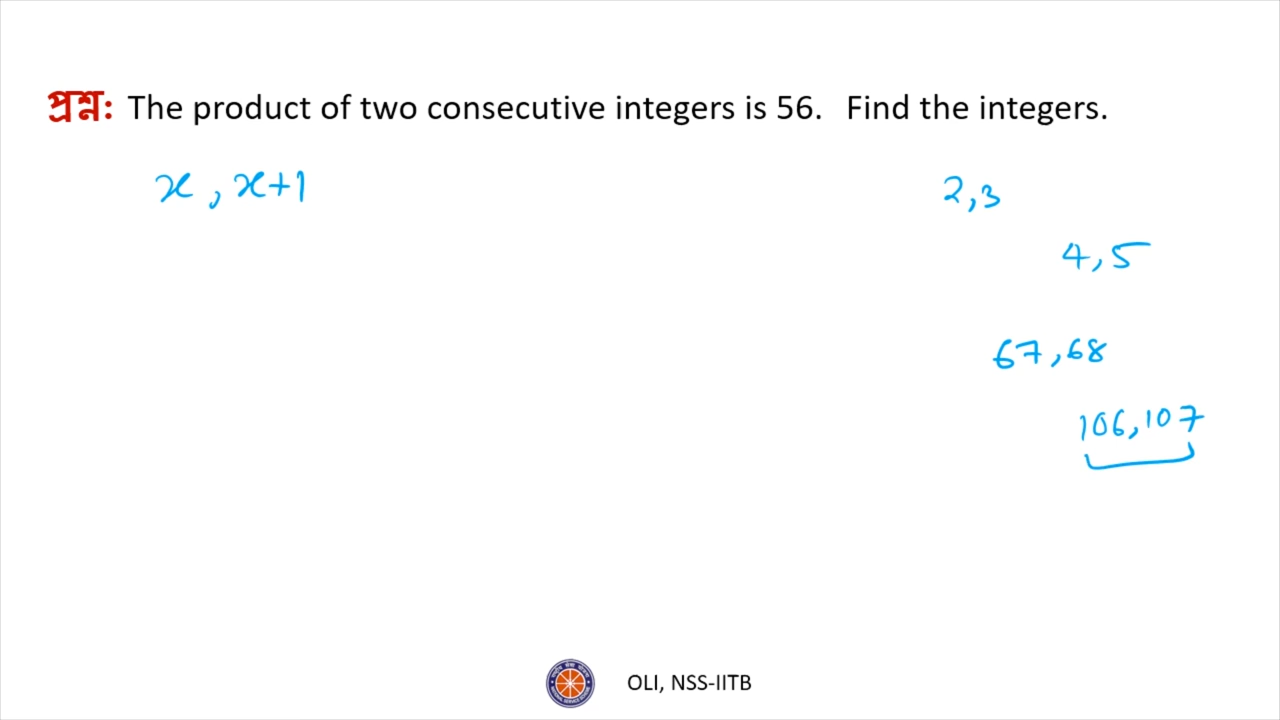 প্রশ্ন: The product of two consecutive integers is 56. Find the integers.
x, x+1
2,3
4,5
67,68
106,107
OLI, NSS-IITB